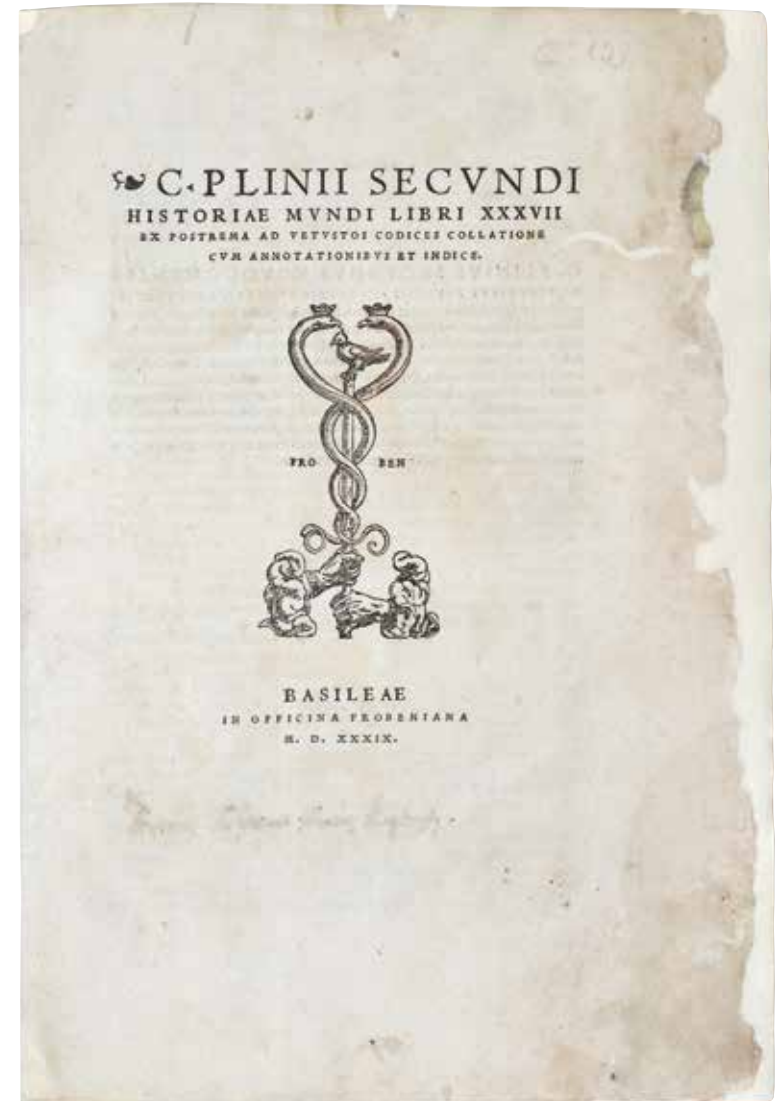 C. PLINII SECVNDI
HISTORIAE MVNDI LIBRI XXXVII
EX POSTREMA AD VETVSTOS CODICES COLLATIONE
CVM ANNOTATIONIBVS ET INDICE.
FRO BEN
BASILEAE
IN OFFICINA FROBENIANA
M. D. XXXIX.